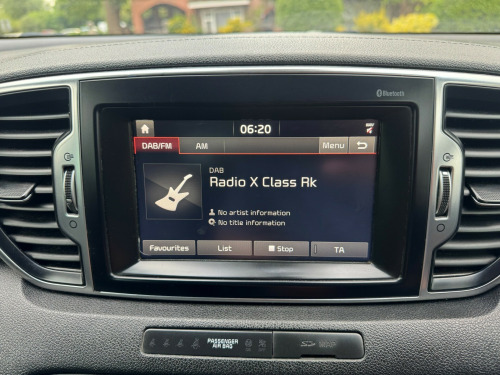 Bluetooth
06:20
DAB/FM AM Menu
DAB
Radio X Class Rk
No artist information
No title information
Favourites List Stop TA
PASSENGER
AIR BAG